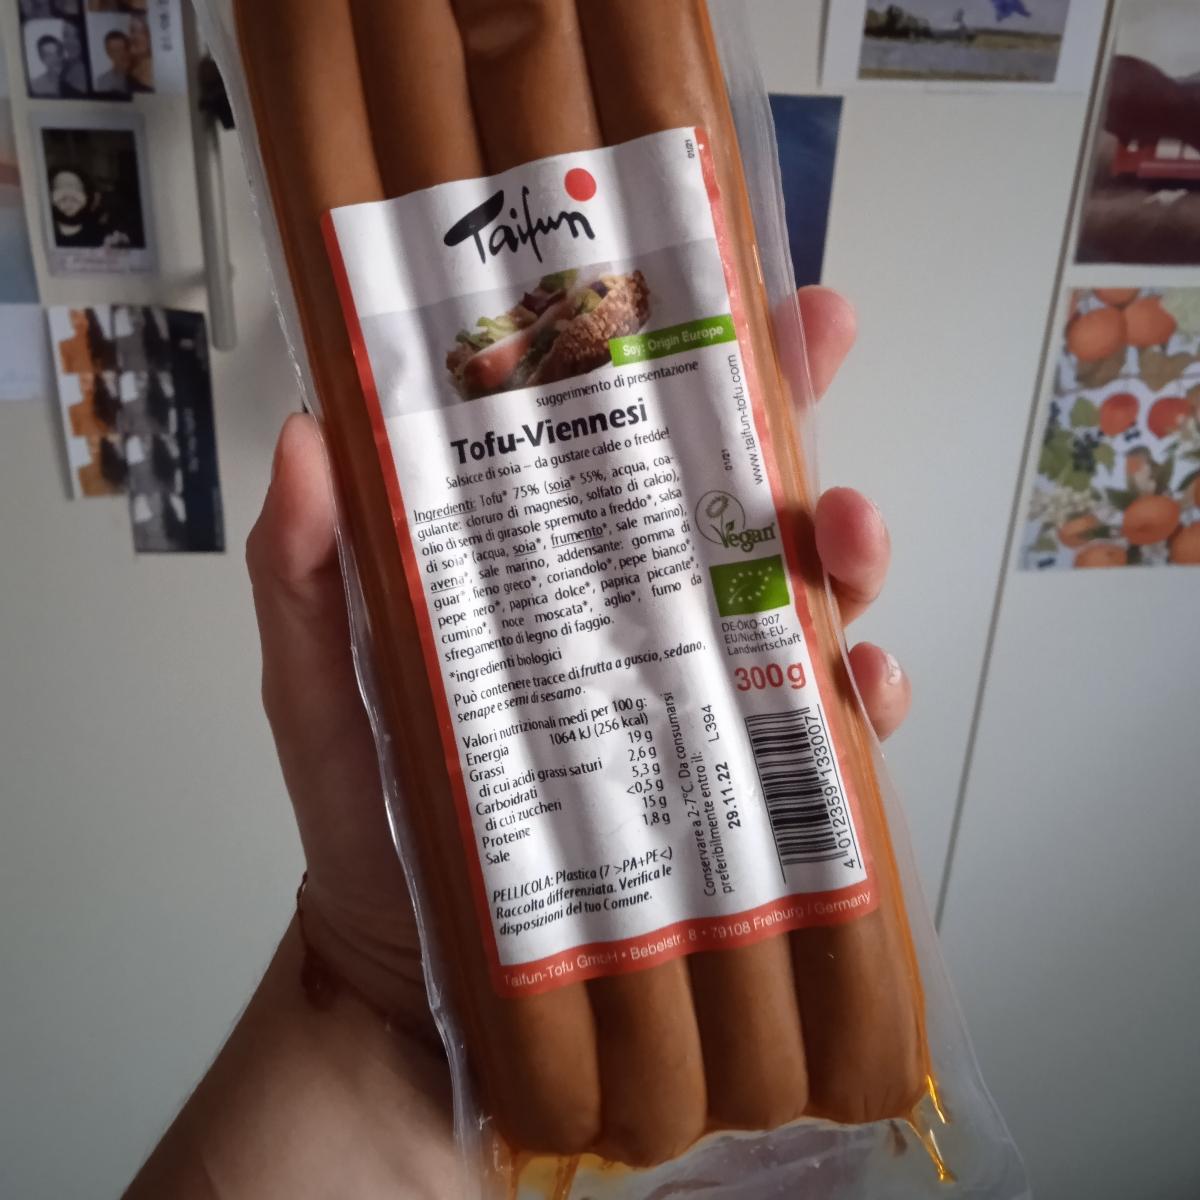 01/21
Taifun
Soy: Origin Europe
suggerimento di presentazione
Tofu-Viennesi
Salsicce di soia – da gustare calde o fredde!
Ingredienti: Tofu* 75% (soia* 55%, acqua, coa-
gulante: cloruro di magnesio, solfato di calcio),
olio di semi di girasole spremuto a freddo*, salsa
di soia* (acqua, soia*, frumento*, sale marino),
avena*, sale marino, addensante: gomma di
guar*, fieno greco*, coriandolo*, pepe bianco*,
pepe nero*, paprica dolce*, paprica piccante*,
cumino*, noce moscata*, aglio*, fumo da
sfregamento di legno di faggio.
*ingredienti biologici
Può contenere tracce di frutta a guscio, sedano,
senape e semi di sesamo.
Valori nutrizionali medi per 100 g:
Energia 1064 kJ (256 kcal)
Grassi 19 g
di cui acidi grassi saturi 2,6 g
Carboidrati 5,3 g
di cui zuccheri <0,5 g
Proteine 15 g
Sale 1,8 g
PELLICOLA: Plastica (7 >PA+PE<)
Raccolta differenziata. Verifica le
disposizioni del tuo Comune.
01/21
www.taifun-tofu.com
Vegan
DE-ÖKO-007
EU/Nicht-EU-
Landwirtschaft
300 g
Conservare a 2-7°C. Da consumarsi
preferibilmente entro il:
29.11.22 L394
4 012359 133007
Taifun-Tofu GmbH • Bebelstr. 8 • 79108 Freiburg / Germany